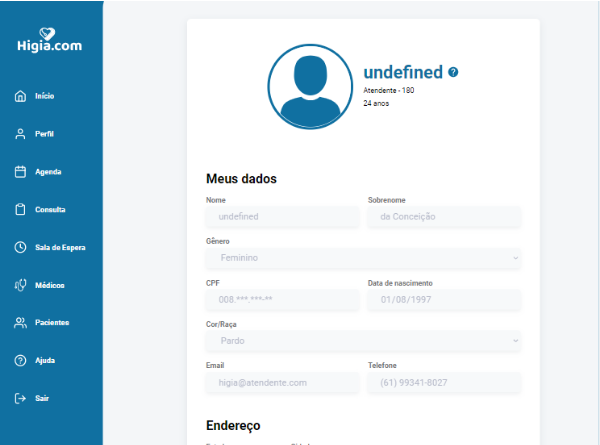 Higia.com
Início
Perfil
Agenda
Consulta
Sala de Espera
Médicos
Pacientes
Ajuda
Sair
undefined ?
Atendente - 180
24 anos
Meus dados
Nome Sobrenome
undefined da Conceição
Gênero
Feminino
CPF Data de nascimento
008.***.***-** 01/08/1997
Cor/Raça
Pardo
Email Telefone
higia@atendente.com (61) 99341-8027
Endereço